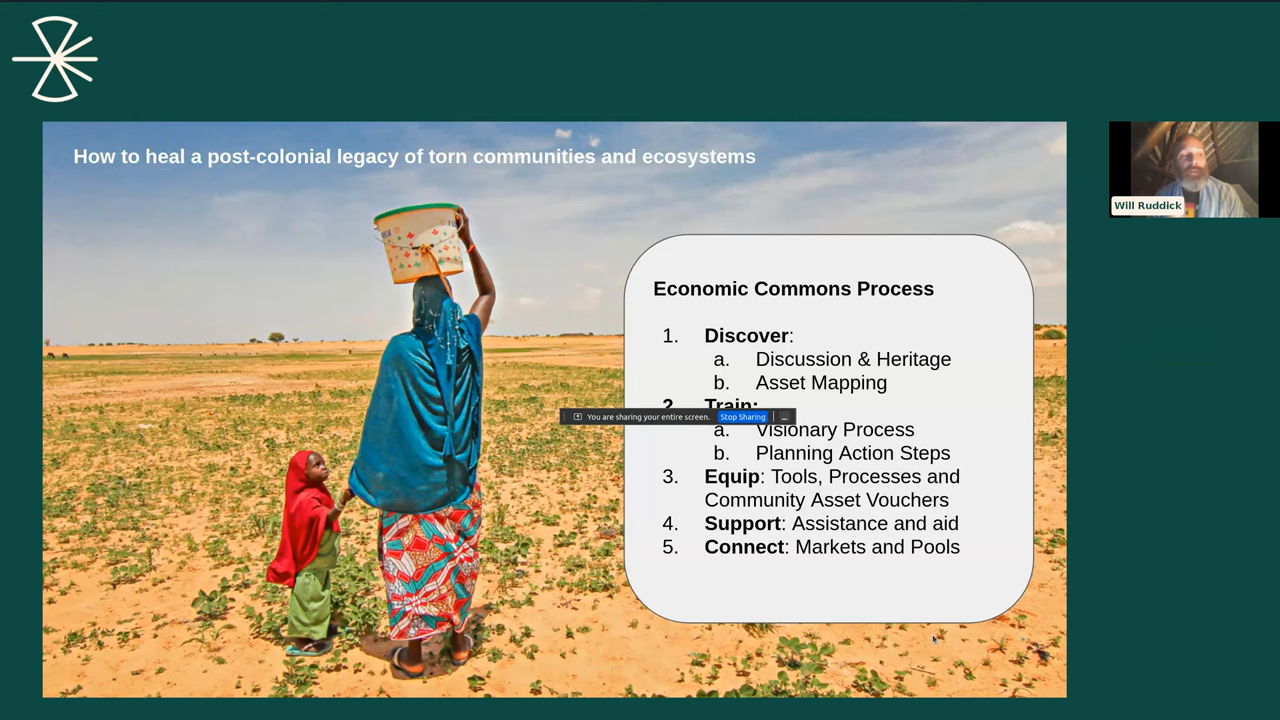 How to heal a post-colonial legacy of torn communities and ecosystems
Will Ruddick
Economic Commons Process
1. Discover:
a. Discussion & Heritage
b. Asset Mapping
2. Train:
You are sharing your entire screen. Stop Sharing
a. Visionary Process
b. Planning Action Steps
3. Equip: Tools, Processes and
Community Asset Vouchers
4. Support: Assistance and aid
5. Connect: Markets and Pools